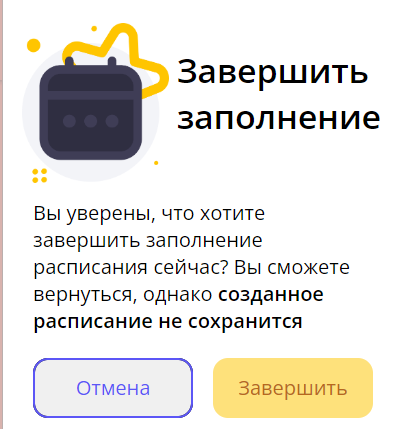 Завершить
заполнение
Вы уверены, что хотите
завершить заполнение
расписания сейчас? Вы сможете
вернуться, однако созданное
расписание не сохранится
Отмена
Завершить